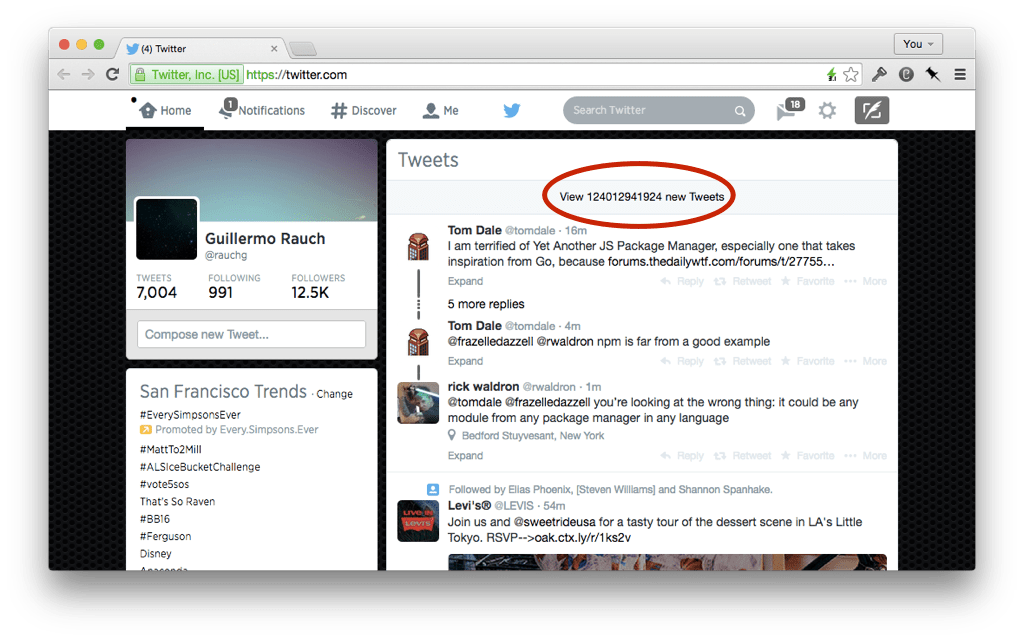 (4) Twitter
You
Twitter, Inc. [US] https://twitter.com
Home
1
Notifications
Discover
Me
Search Twitter
18
Guillermo Rauch
@rauchg
TWEETS FOLLOWING FOLLOWERS
7,004 991 12.5K
Compose new Tweet...
San Francisco Trends · Change
#EverySimpsonsEver
Promoted by Every.Simpsons.Ever
#MattTo2Mill
#ALSIceBucketChallenge
#vote5sos
That's So Raven
#BB16
#Ferguson
Disney
Anaconda
Tweets
View 124012941924 new Tweets
Tom Dale @tomdale · 16m
I am terrified of Yet Another JS Package Manager, especially one that takes
inspiration from Go, because forums.thedailywtf.com/forums/t/27755…
Expand Reply Retweet Favorite More
5 more replies
Tom Dale @tomdale · 4m
@frazelledazzell @rwaldron npm is far from a good example
Expand Reply Retweet Favorite More
rick waldron @rwaldron · 1m
@tomdale @frazelledazzell you're looking at the wrong thing: it could be any
module from any package manager in any language
Bedford Stuyvesant, New York
Expand Reply Retweet Favorite More
Followed by Elias Phoenix, [Steven Williams] and Shannon Spanhake.
Levi's® @LEVIS · 54m
Join us and @sweetrideusa for a tasty tour of the dessert scene in LA's Little
Tokyo. RSVP-->oak.ctx.ly/r/1ks2v
LIVE IN
LEVI'S